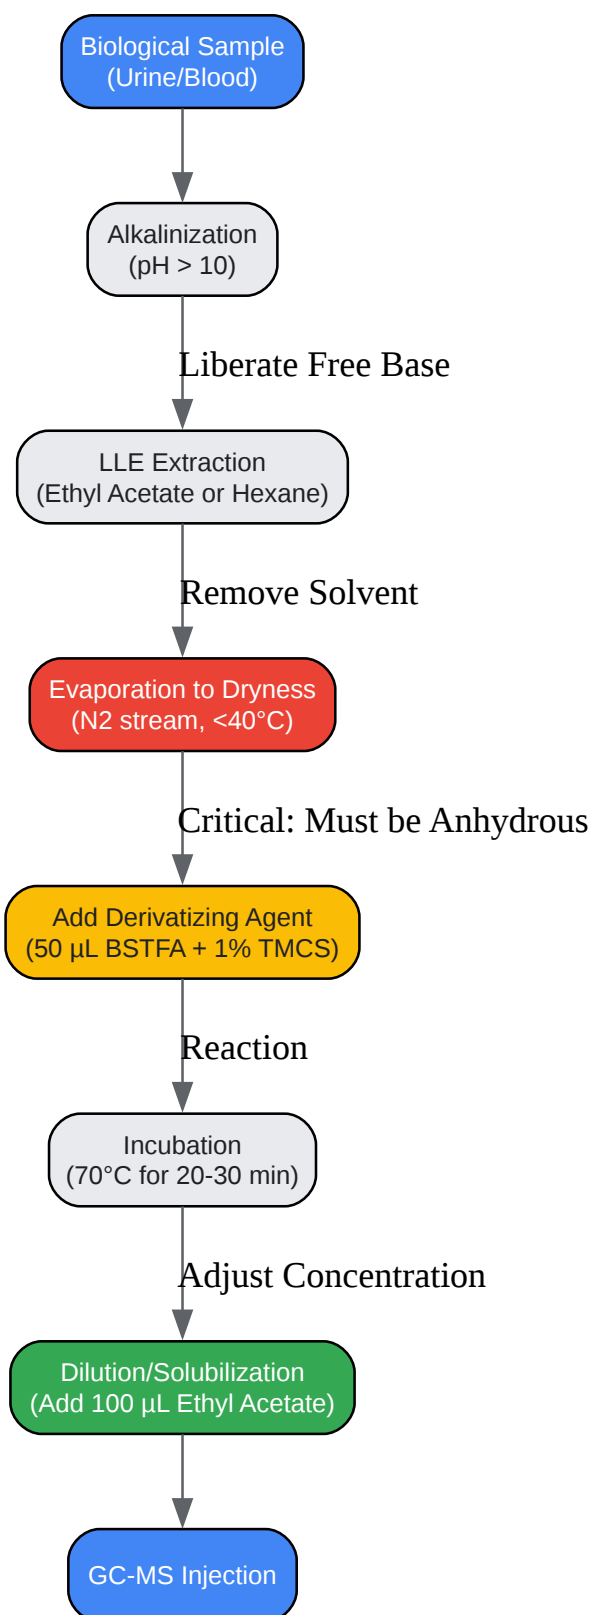 Biological Sample
(Urine/Blood)
Alkalinization
(pH > 10)
Liberate Free Base
LLE Extraction
(Ethyl Acetate or Hexane)
Remove Solvent
Evaporation to Dryness
(N2 stream, <40°C)
Critical: Must be Anhydrous
Add Derivatizing Agent
(50 µL BSTFA + 1% TMCS)
Reaction
Incubation
(70°C for 20-30 min)
Adjust Concentration
Dilution/Solubilization
(Add 100 µL Ethyl Acetate)
GC-MS Injection